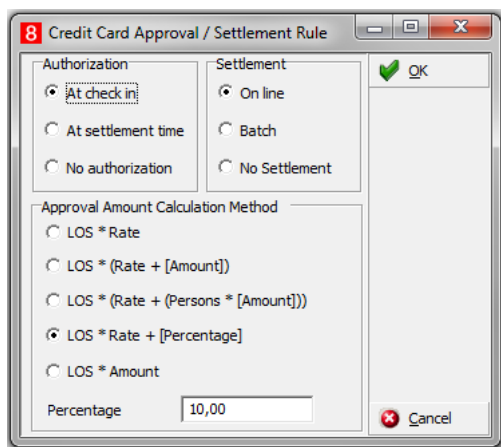 8 Credit Card Approval / Settlement Rule
Authorization
At check in
At settlement time
No authorization
Settlement
On line
Batch
No Settlement
OK
Approval Amount Calculation Method
LOS * Rate
LOS * (Rate + [Amount])
LOS * (Rate + (Persons * [Amount]))
LOS * Rate + [Percentage]
LOS * Amount
Percentage 10,00
Cancel